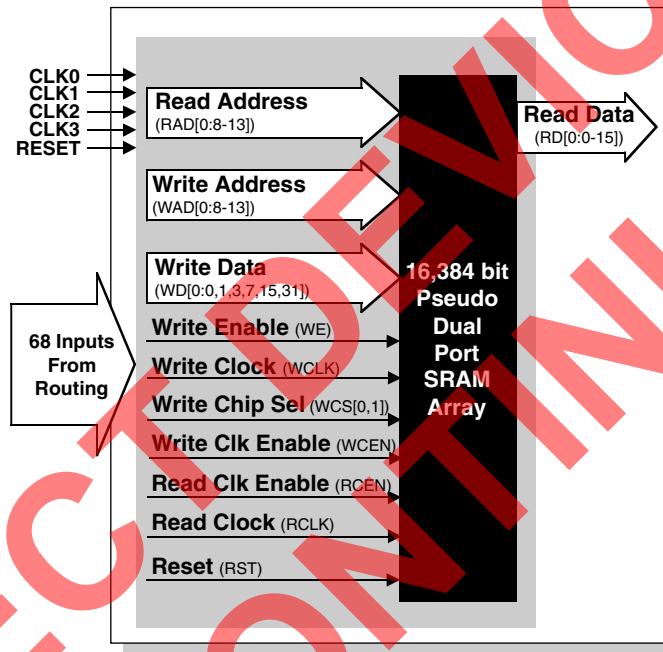 CLK0
CLK1
CLK2
CLK3
RESET
Read Address
(RAD[0:8-13])
Read Data
(RD[0:0-15])
Write Address
(WAD[0:8-13])
Write Data
(WD[0:0,1,3,7,15,31])
68 Inputs
From
Routing
Write Enable (WE)
Write Clock (WCLK)
Write Chip Sel (WCS[0,1])
Write Clk Enable (WCEN)
Read Clk Enable (RCEN)
Read Clock (RCLK)
Reset (RST)
16,384 bit
Pseudo
Dual
Port
SRAM
Array